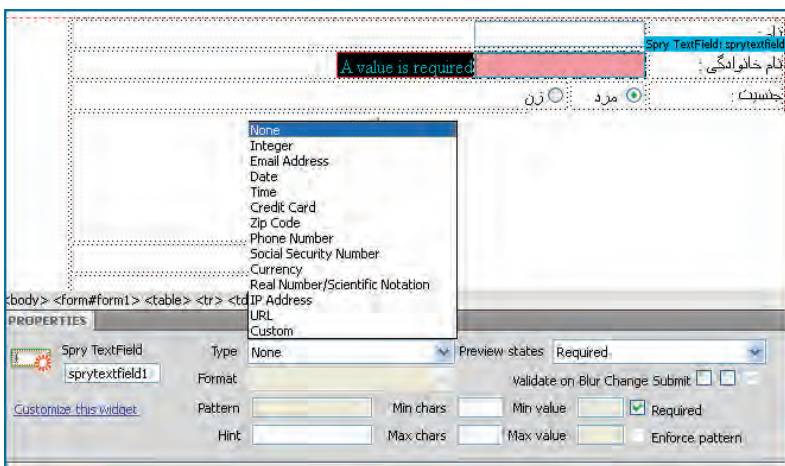 نام :
Spry TextField: sprytextfield
نام خانوادگی :
A value is required
جنسیت :
مرد
زن
None
Integer
Email Address
Date
Time
Credit Card
Zip Code
Phone Number
Social Security Number
Currency
Real Number/Scientific Notation
IP Address
URL
Custom
<body> <form#form1> <table> <tr> <td
PROPERTIES
Spry TextField Type None Preview states Required
sprytextfield1 Format Validate on Blur Change Submit
Customize this widget Pattern Min chars Min value Required
Hint Max chars Max value Enforce pattern